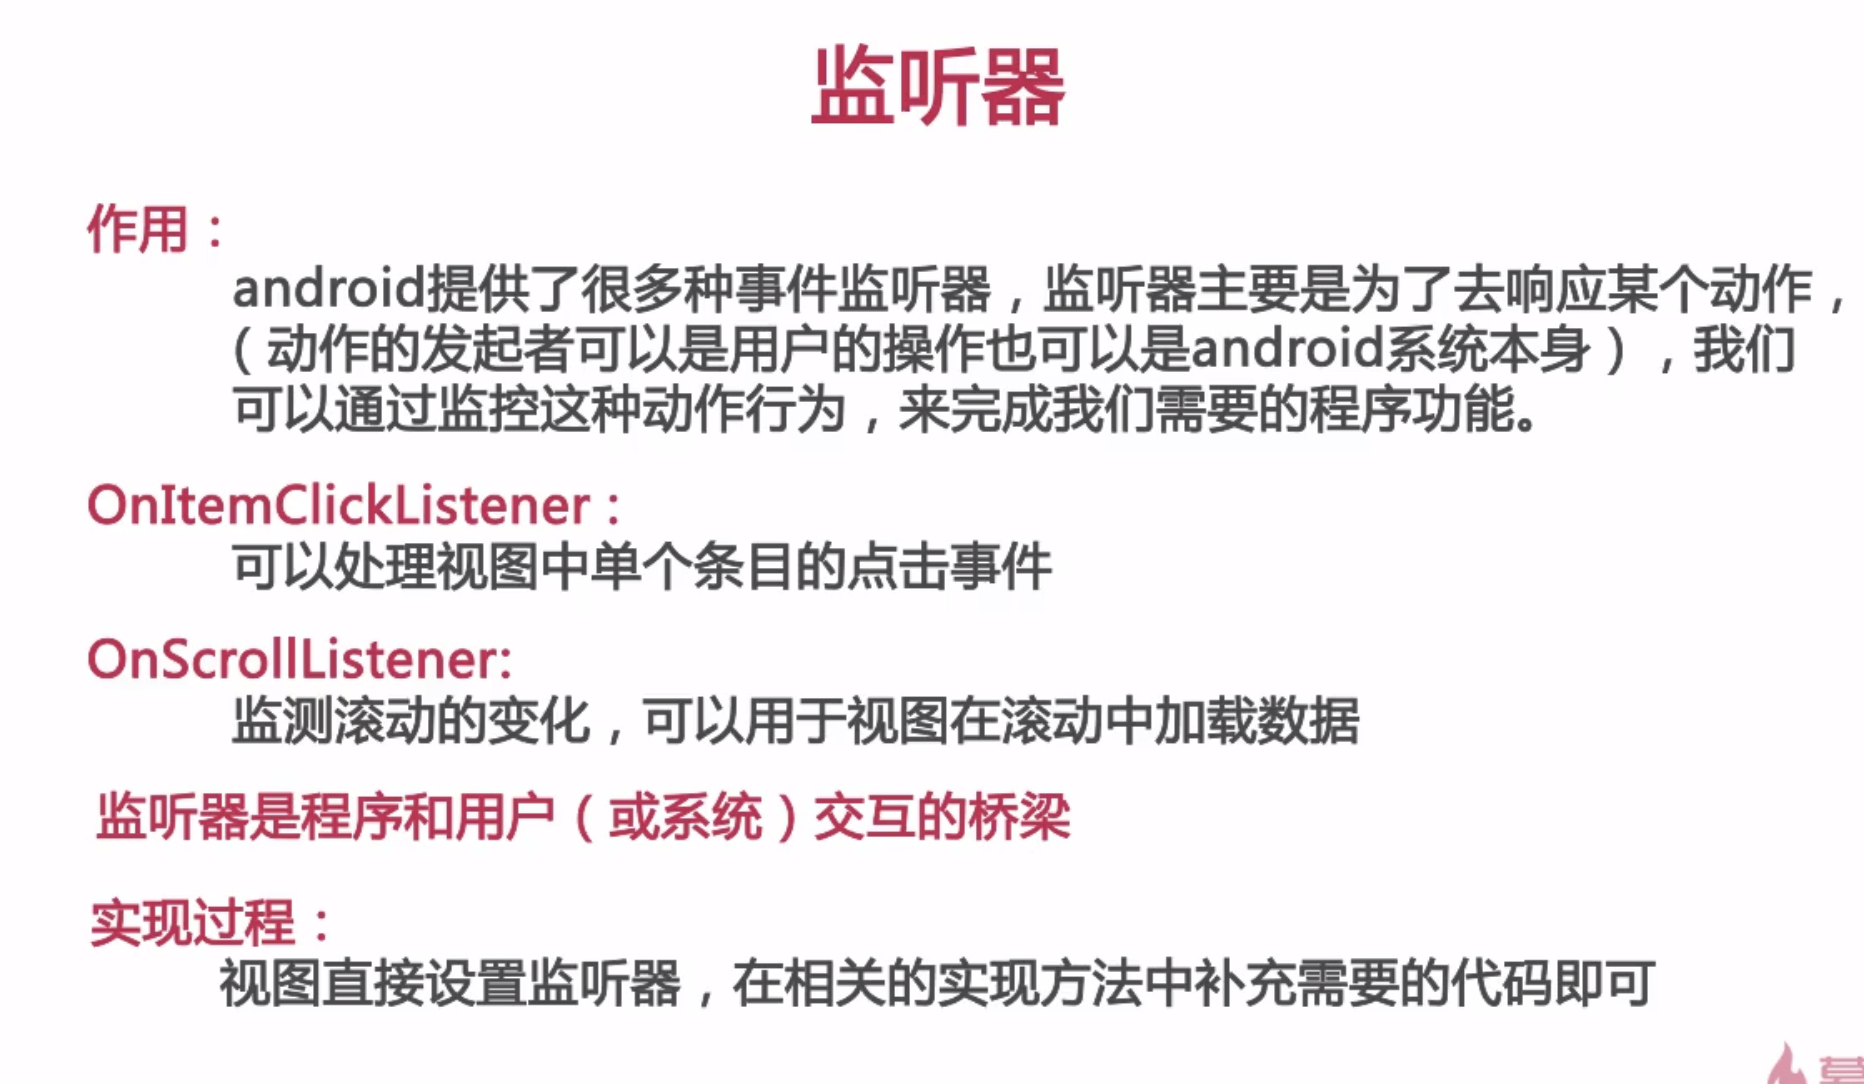 监听器
作用：
android提供了很多种事件监听器，监听器主要是为了去响应某个动作，
（动作的发起者可以是用户的操作也可以是android系统本身），我们
可以通过监控这种动作行为，来完成我们需要的程序功能。
OnItemClickListener：
可以处理视图中单个条目的点击事件
OnScrollListener:
监测滚动的变化，可以用于视图在滚动中加载数据
监听器是程序和用户（或系统）交互的桥梁
实现过程：
视图直接设置监听器，在相关的实现方法中补充需要的代码即可